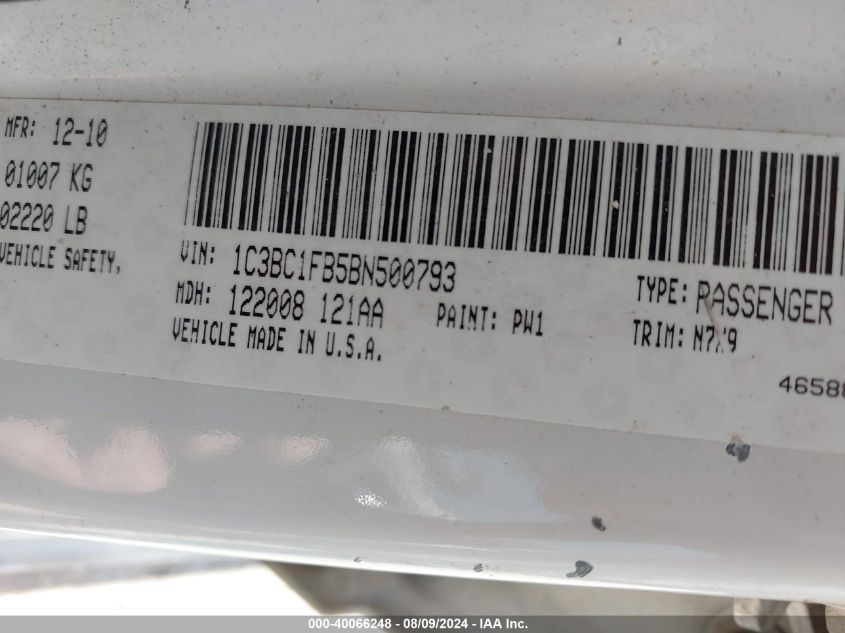 MFR: 12-10
01007 KG
02220 LB
VEHICLE SAFETY,
VIN: 1C3BC1FB5BN500793
TYPE: PASSENGER
MDH: 122008 121AA
PAINT: PW1
TRIM:
VEHICLE MADE IN U.S.A.
4658
000-40066248 - 08/09/2024 - IAA Inc.